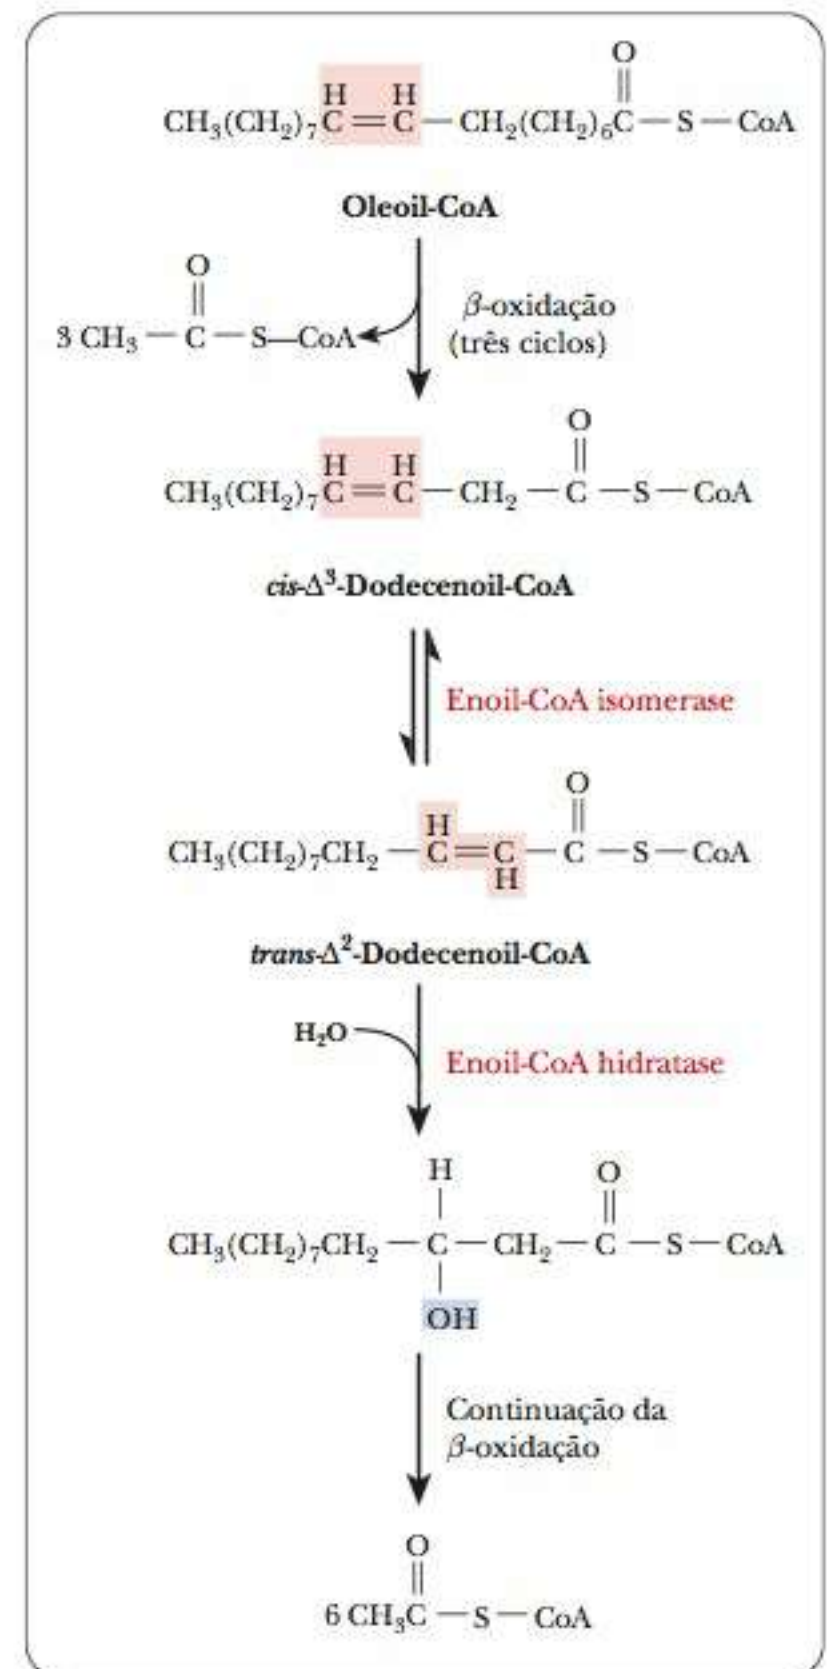 O
H H
CH₃(CH₂)₇C=C—CH₂(CH₂)₆C—S—CoA
Oleoil-CoA
O
3 CH₃—C—S—CoA
β-oxidação
(três ciclos)
O
H H
CH₃(CH₂)₇C=C—CH₂—C—S—CoA
cis-Δ³-Dodecenoil-CoA
Enoil-CoA isomerase
O
H
CH₃(CH₂)₇CH₂—C=C—C—S—CoA
H
trans-Δ²-Dodecenoil-CoA
H₂O
Enoil-CoA hidratase
H O
CH₃(CH₂)₇CH₂—C—CH₂—C—S—CoA
OH
Continuação da
β-oxidação
O
6 CH₃C—S—CoA